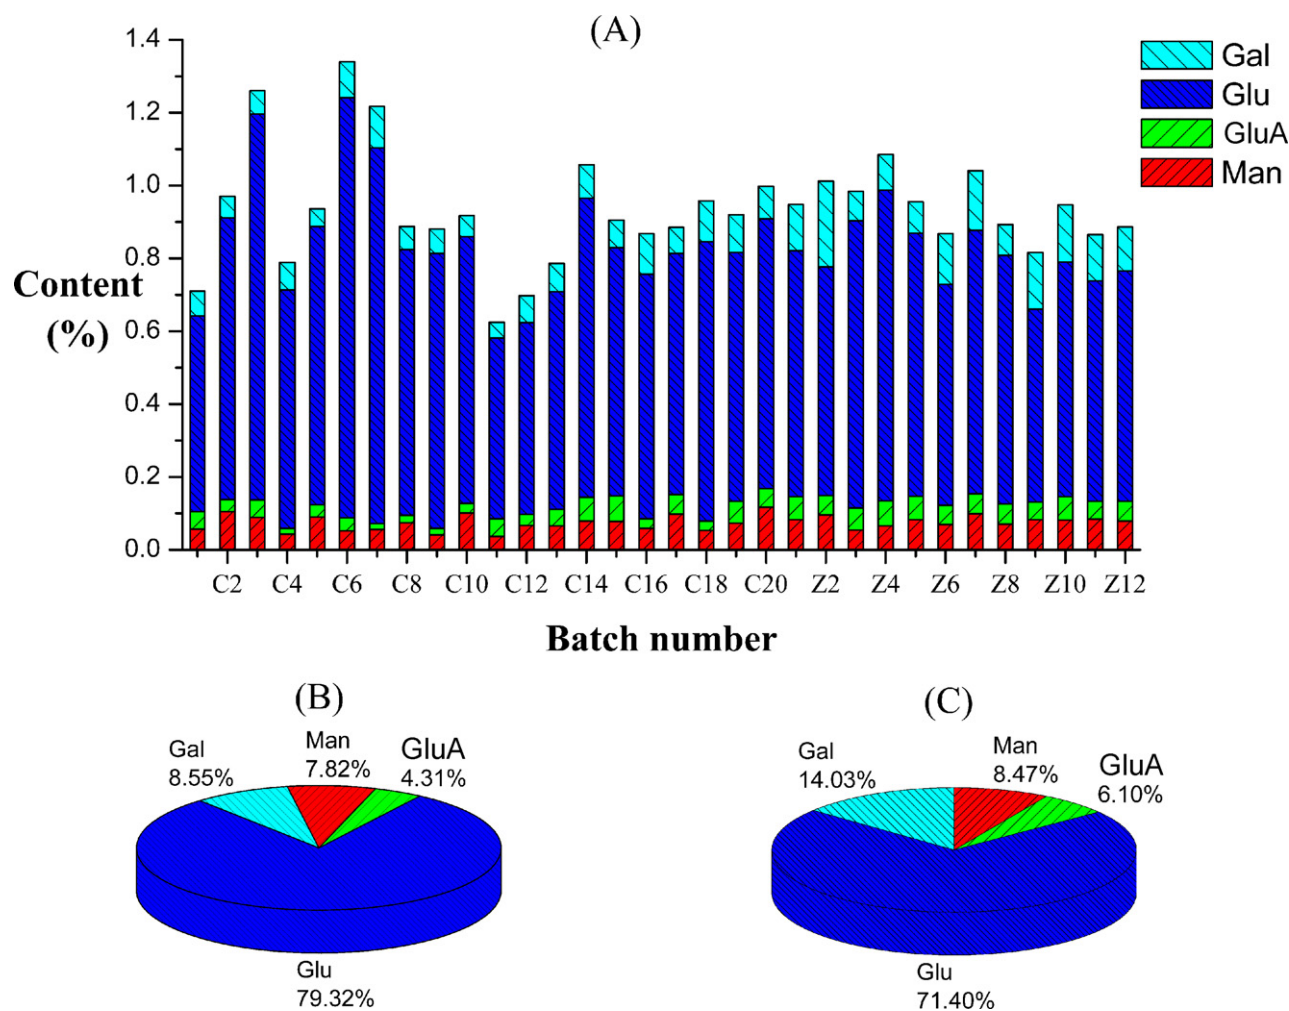 (A)
1.4
1.2
1.0
0.8
0.6
0.4
0.2
0.0
Content
(%)
Gal
Glu
GluA
Man
C2 C4 C6 C8 C10 C12 C14 C16 C18 C20 Z2 Z4 Z6 Z8 Z10 Z12
Batch number
(B)
Gal
8.55%
Man
7.82%
GluA
4.31%
Glu
79.32%
(C)
Gal
14.03%
Man
8.47%
GluA
6.10%
Glu
71.40%